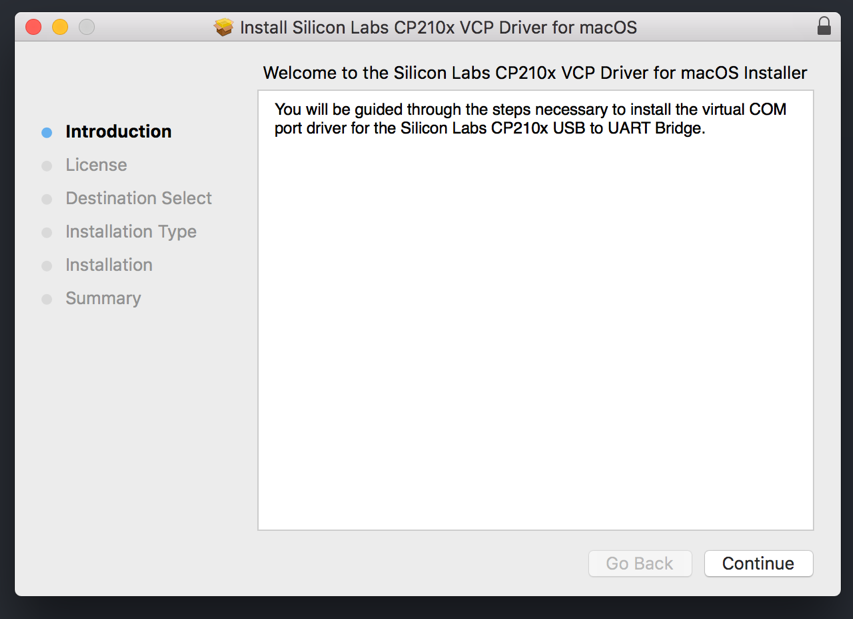 Install Silicon Labs CP210x VCP Driver for macOS
Welcome to the Silicon Labs CP210x VCP Driver for macOS Installer
Introduction
License
Destination Select
Installation Type
Installation
Summary
You will be guided through the steps necessary to install the virtual COM
port driver for the Silicon Labs CP210x USB to UART Bridge.
Go Back
Continue